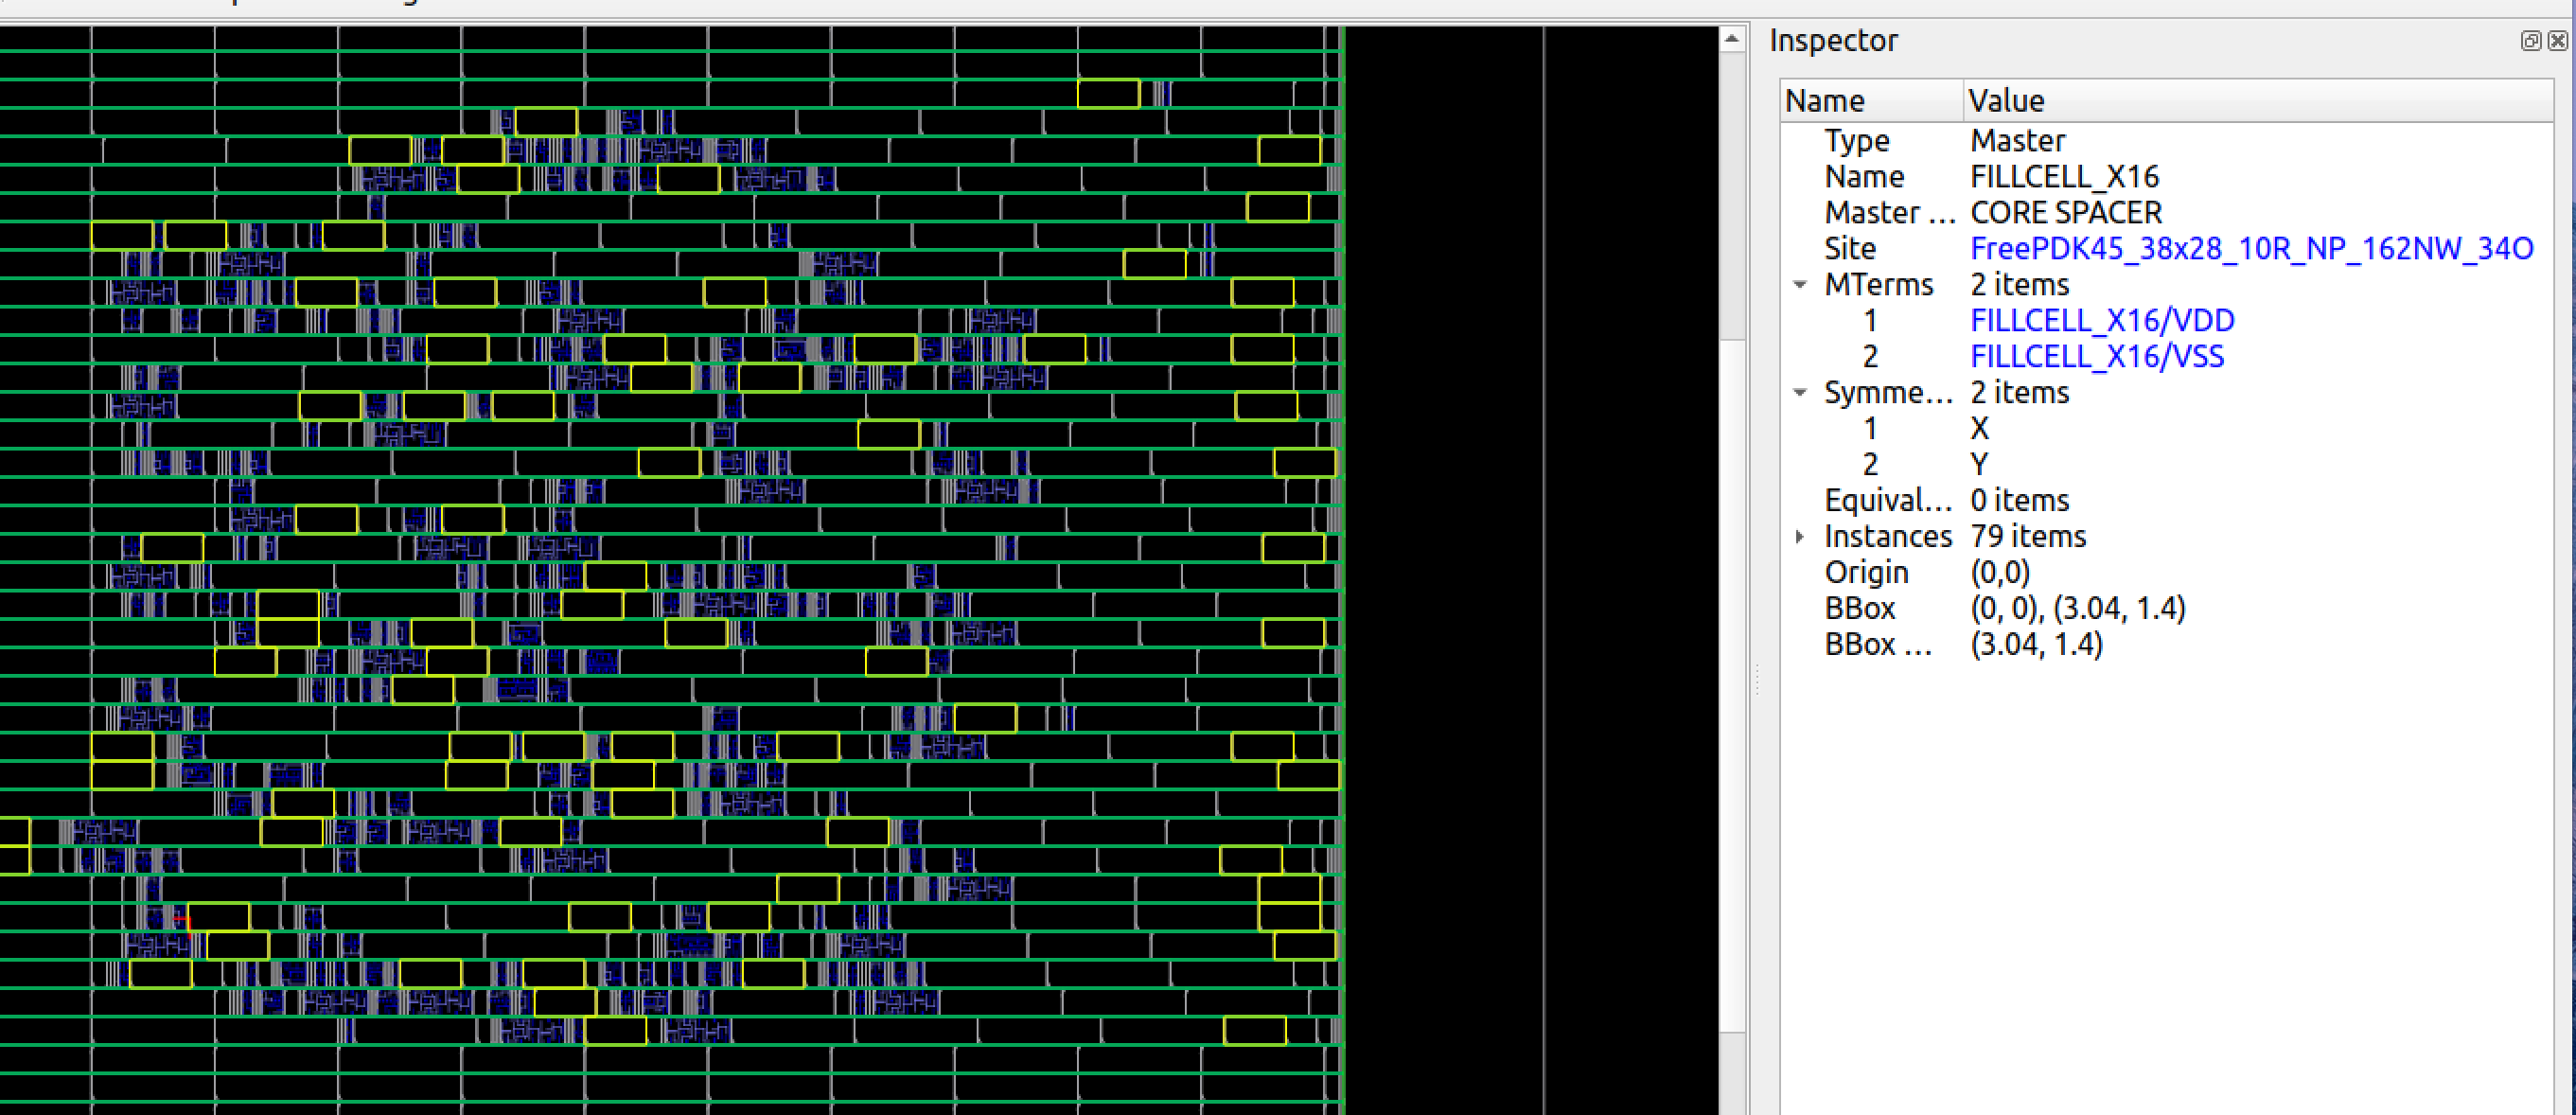 Inspector
Name Value
Type Master
Name FILLCELL_X16
Master ... CORE SPACER
Site FreePDK45_38x28_10R_NP_162NW_34O
MTerms 2 items
1 FILLCELL_X16/VDD
2 FILLCELL_X16/VSS
Symme... 2 items
1 X
2 Y
Equival... 0 items
Instances 79 items
Origin (0,0)
BBox (0, 0), (3.04, 1.4)
BBox ... (3.04, 1.4)